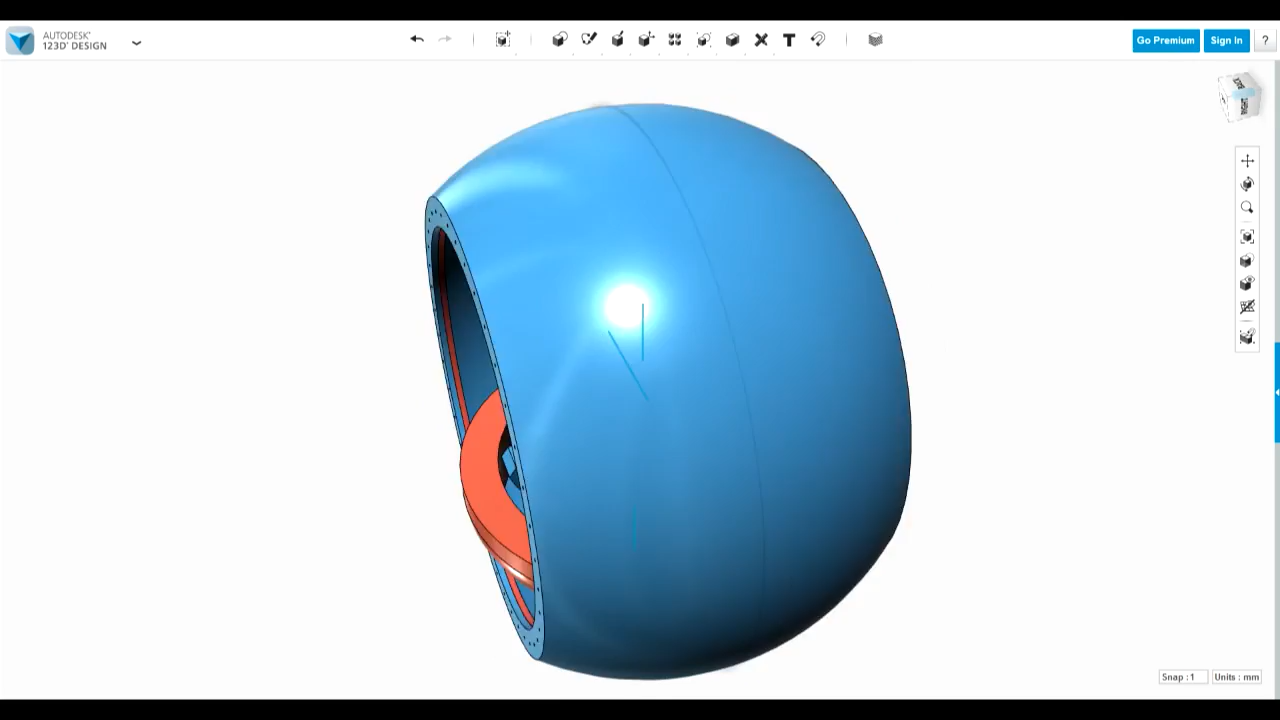 AUTODESK®
123D® DESIGN
Go Premium
Sign In
?
Snap : 1
Units : mm